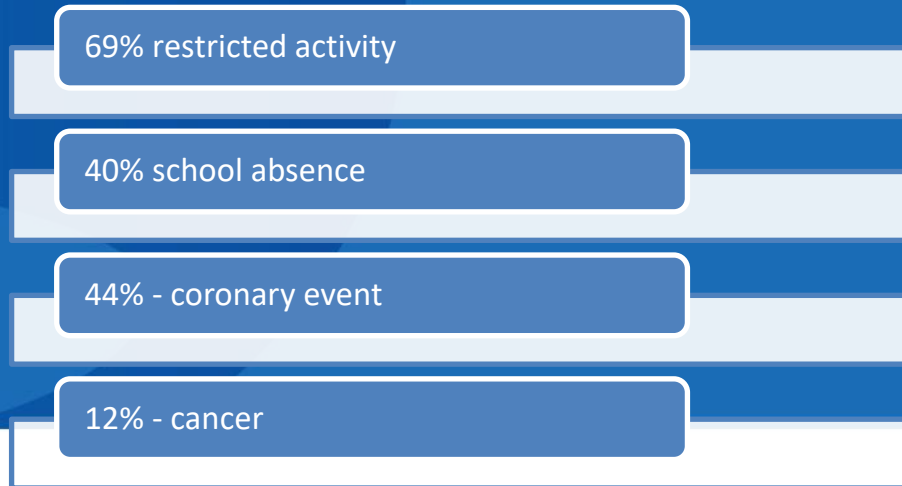 69% restricted activity
40% school absence
44% - coronary event
12% - cancer